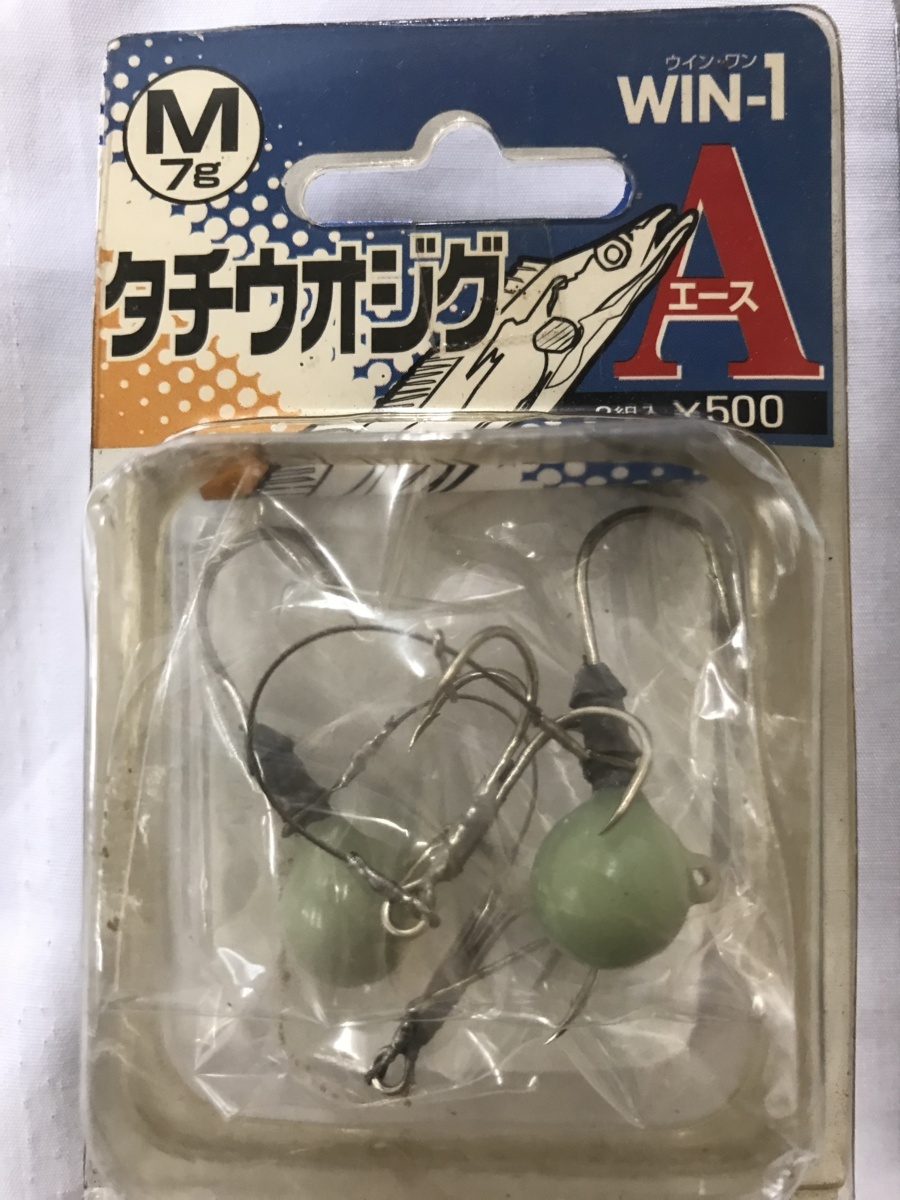 M
7g
ウイン・ワン
WIN-1
タチウオジグ
A
エース
2組入 ¥500